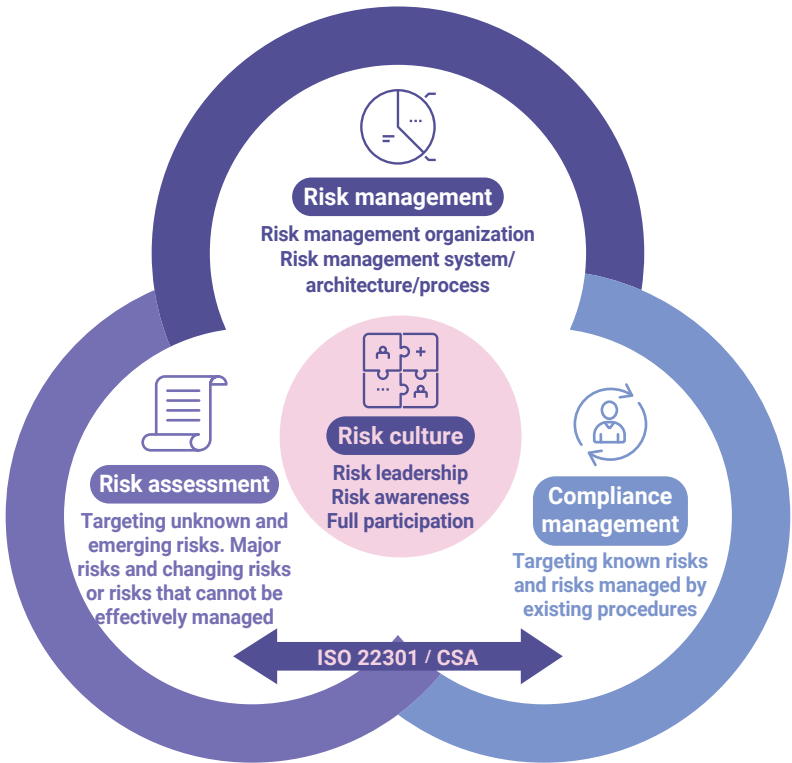 Risk management
Risk management organization
Risk management system/
architecture/process
Risk culture
Risk leadership
Risk awareness
Full participation
Risk assessment
Targeting unknown and
emerging risks. Major
risks and changing risks
or risks that cannot be
effectively managed
Compliance
management
Targeting known risks
and risks managed by
existing procedures
ISO 22301 / CSA